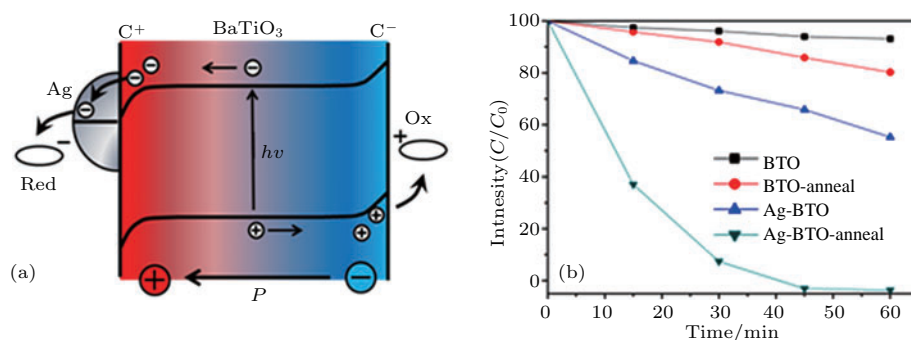 C+ BaTiO3 C−
Ag
Ox
+
−
hν
Red
(a)
+
P
−
Intnesity(C/C0)
100
80
60
40
20
0
BTO
BTO-anneal
Ag-BTO
Ag-BTO-anneal
(b)
0 10 20 30 40 50 60
Time/min